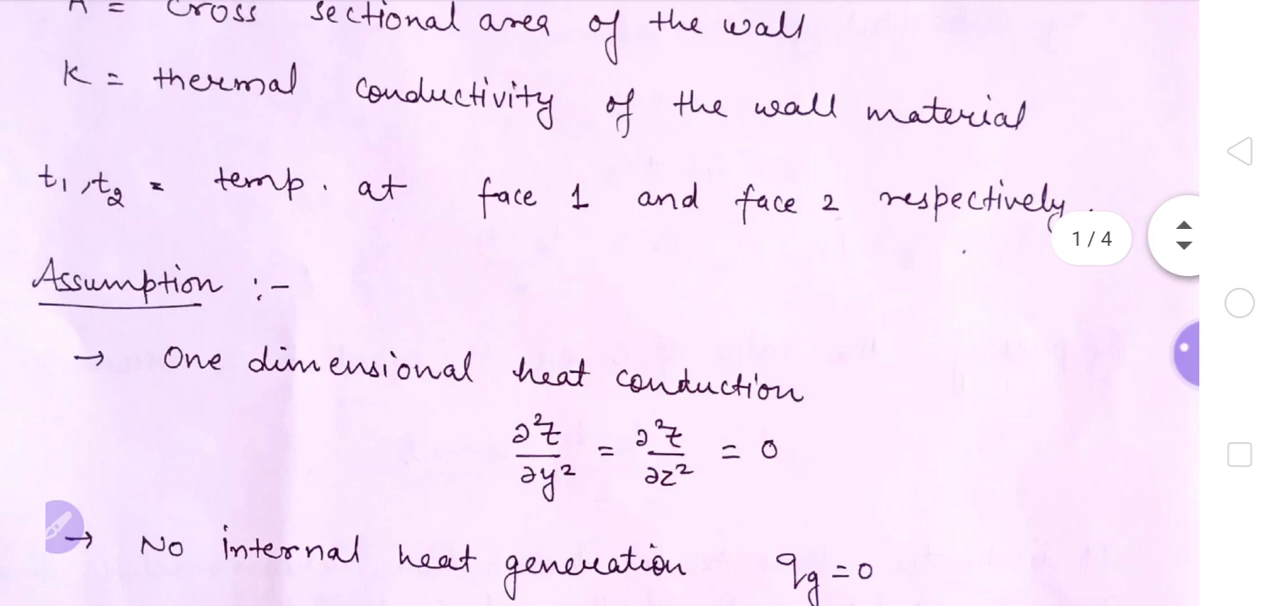 A = Cross sectional area of the wall
K = thermal conductivity of the wall material
t₁, t₂ = temp. at face 1 and face 2 respectively.
1 / 4
Assumption :-
→ One dimensional heat conduction
∂²t/∂y² = ∂²t/∂z² = 0
→ No internal heat generation qg = 0